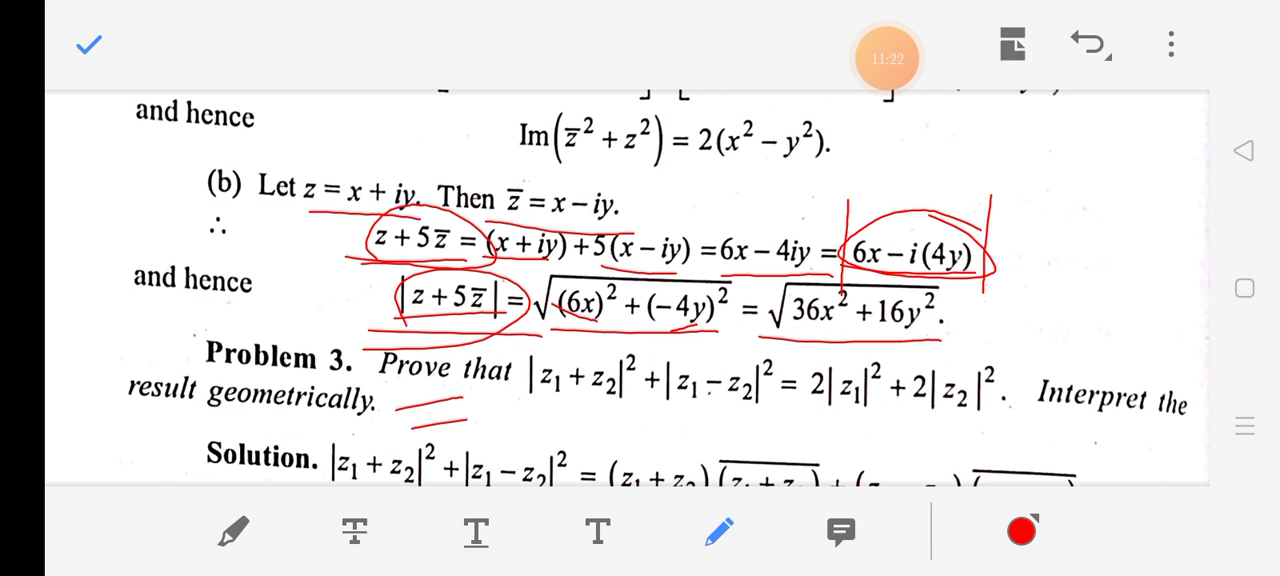 11:22
and hence
Im(z̅² + z²) = 2(x² – y²).
(b) Let z = x + iy. Then z̅ = x – iy.
∴ z + 5z̅ = (x + iy) + 5(x – iy) = 6x – 4iy = 6x – i(4y)
and hence |z + 5z̅| = √((6x)² + (–4y)²) = √(36x² + 16y²).
Problem 3. Prove that |z₁ + z₂|² + |z₁ – z₂|² = 2|z₁|² + 2|z₂|². Interpret the
result geometrically.
Solution. |z₁ + z₂|² + |z₁ – z₂|² = (z₁ + z₂)